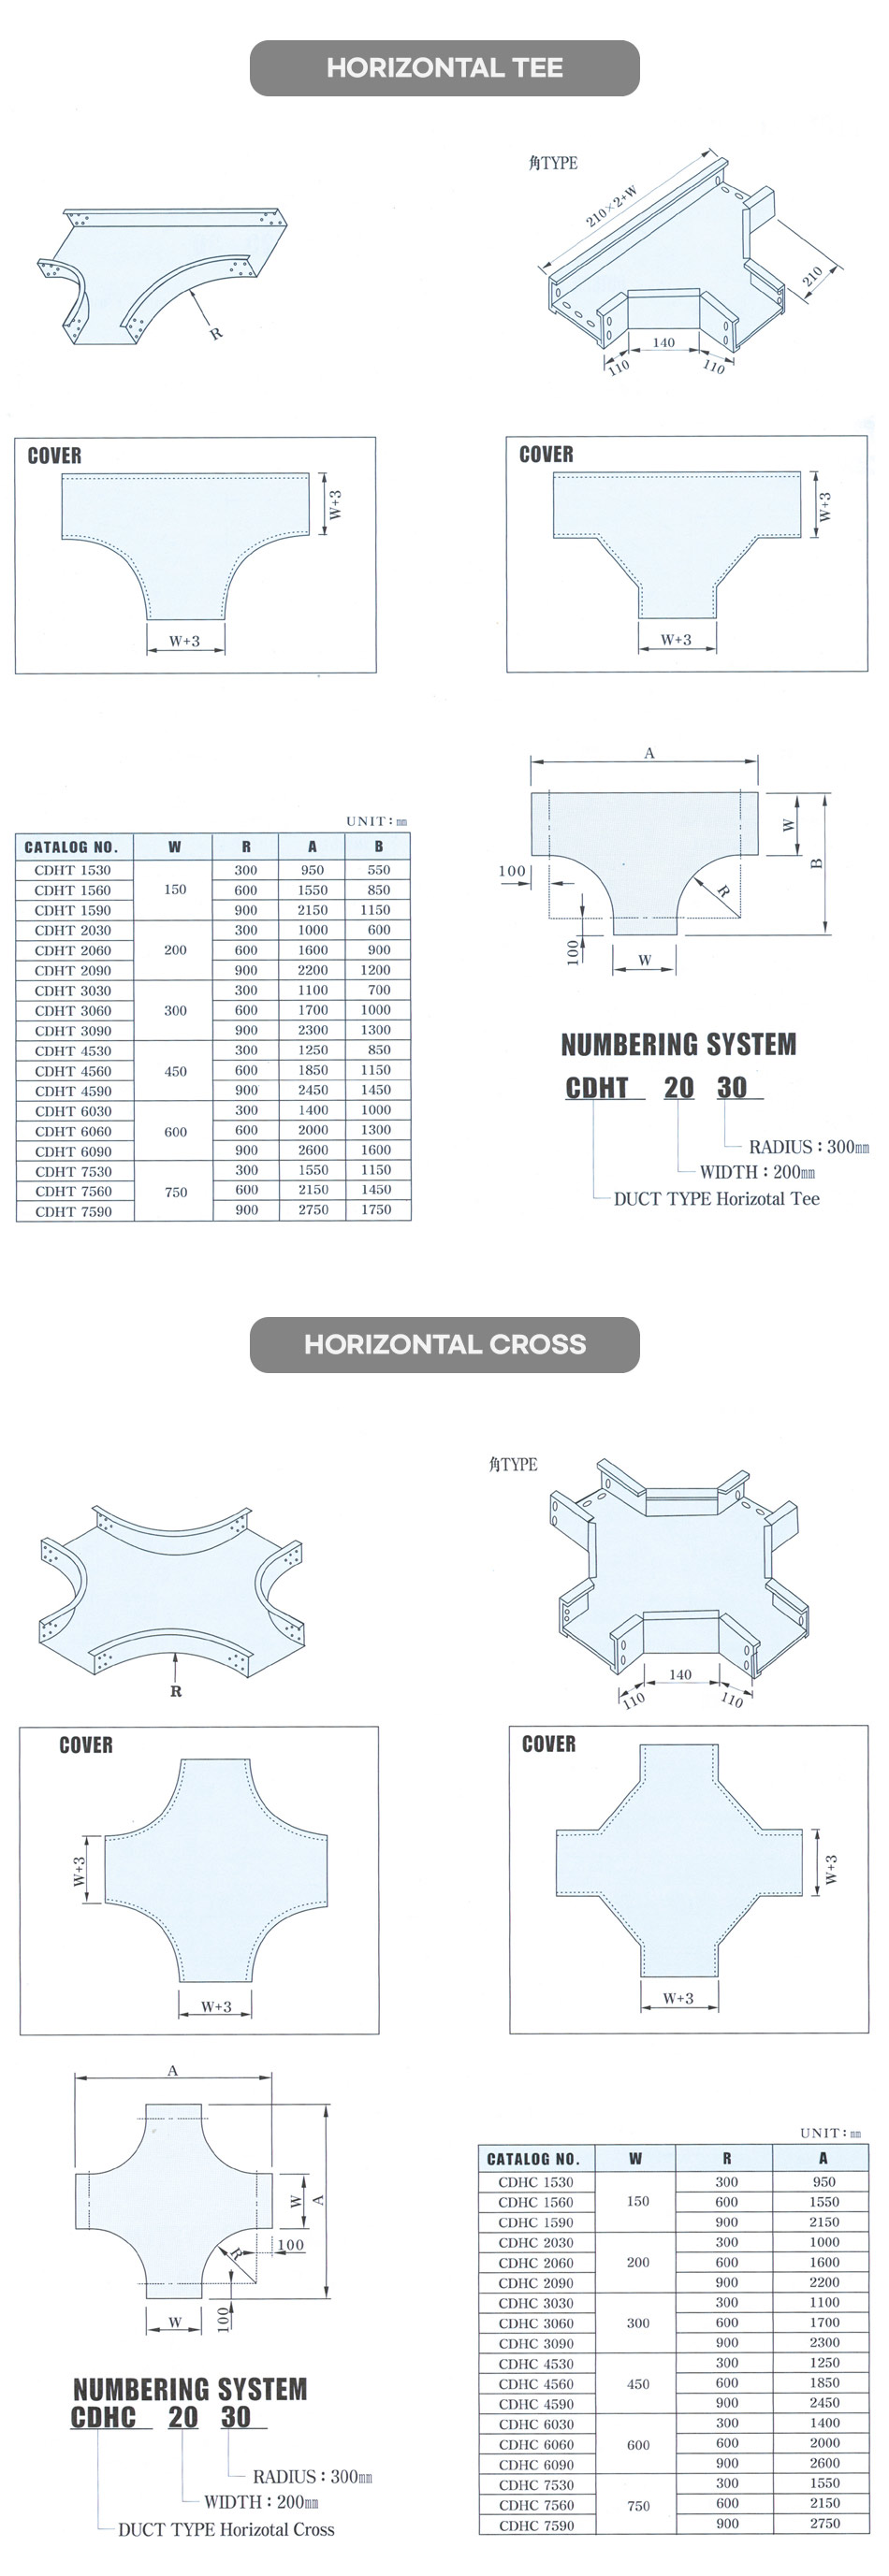 HORIZONTAL TEE
角TYPE
R
210×2+W
210
110
140
110
COVER
W+3
W+3
COVER
W+3
W+3
A
W
B
R
100
100
W
UNIT : ㎜
CATALOG NO. W R A B
CDHT 1530 150 300 950 550
CDHT 1560 600 1550 850
CDHT 1590 900 2150 1150
CDHT 2030 200 300 1000 600
CDHT 2060 600 1600 900
CDHT 2090 900 2200 1200
CDHT 3030 300 300 1100 700
CDHT 3060 600 1700 1000
CDHT 3090 900 2300 1300
CDHT 4530 450 300 1250 850
CDHT 4560 600 1850 1150
CDHT 4590 900 2450 1450
CDHT 6030 600 300 1400 1000
CDHT 6060 600 2000 1300
CDHT 6090 900 2600 1600
CDHT 7530 750 300 1550 1150
CDHT 7560 600 2150 1450
CDHT 7590 900 2750 1750
NUMBERING SYSTEM
CDHT 20 30
RADIUS : 300㎜
WIDTH : 200㎜
DUCT TYPE Horizotal Tee
HORIZONTAL CROSS
角TYPE
R
110
140
110
COVER
W+3
W+3
COVER
W+3
W+3
A
W
A
R
100
100
W
NUMBERING SYSTEM
CDHC 20 30
RADIUS : 300㎜
WIDTH : 200㎜
DUCT TYPE Horizotal Cross
UNIT : ㎜
CATALOG NO. W R A
CDHC 1530 150 300 950
CDHC 1560 600 1550
CDHC 1590 900 2150
CDHC 2030 200 300 1000
CDHC 2060 600 1600
CDHC 2090 900 2200
CDHC 3030 300 300 1100
CDHC 3060 600 1700
CDHC 3090 900 2300
CDHC 4530 450 300 1250
CDHC 4560 600 1850
CDHC 4590 900 2450
CDHC 6030 600 300 1400
CDHC 6060 600 2000
CDHC 6090 900 2600
CDHC 7530 750 300 1550
CDHC 7560 600 2150
CDHC 7590 900 2750